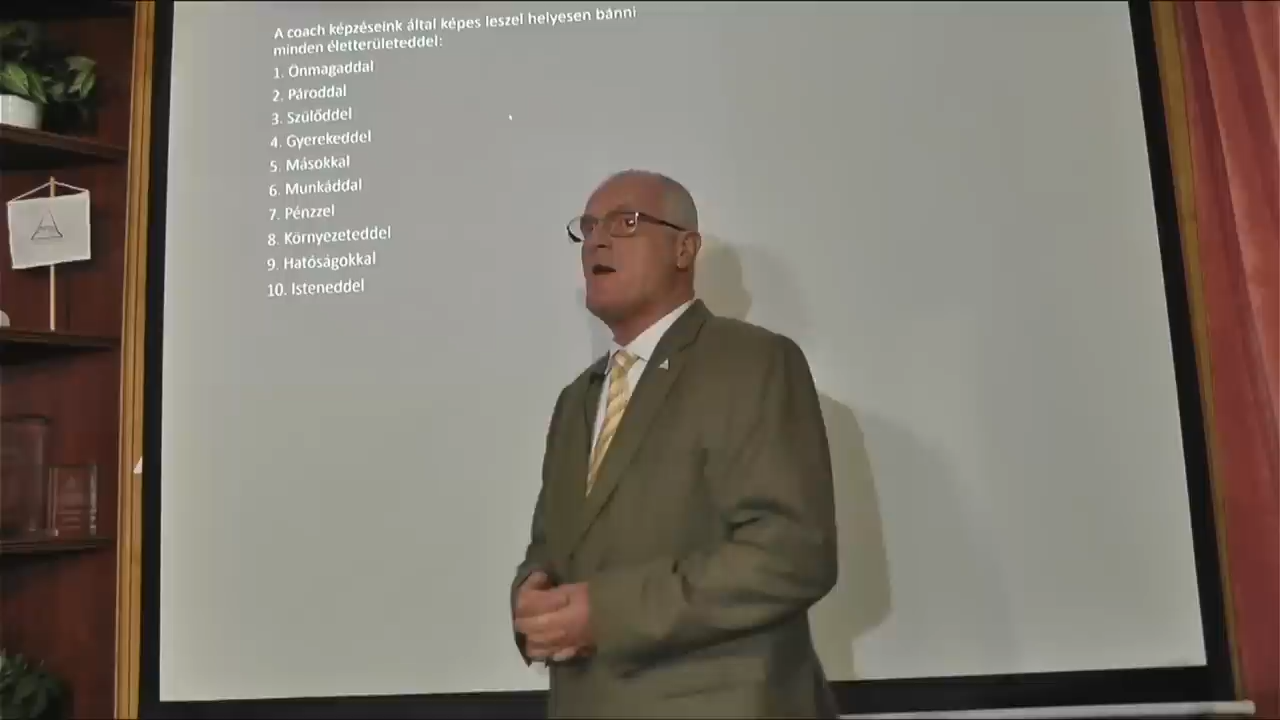 A coach képzéseink által képes leszel helyesen bánni
minden életterületeddel:
1. Önmagaddal
2. Pároddal
3. Szülőddel
4. Gyerekeddel
5. Másokkal
6. Munkáddal
7. Pénzzel
8. Környezeteddel
9. Hatóságokkal
10. Isteneddel